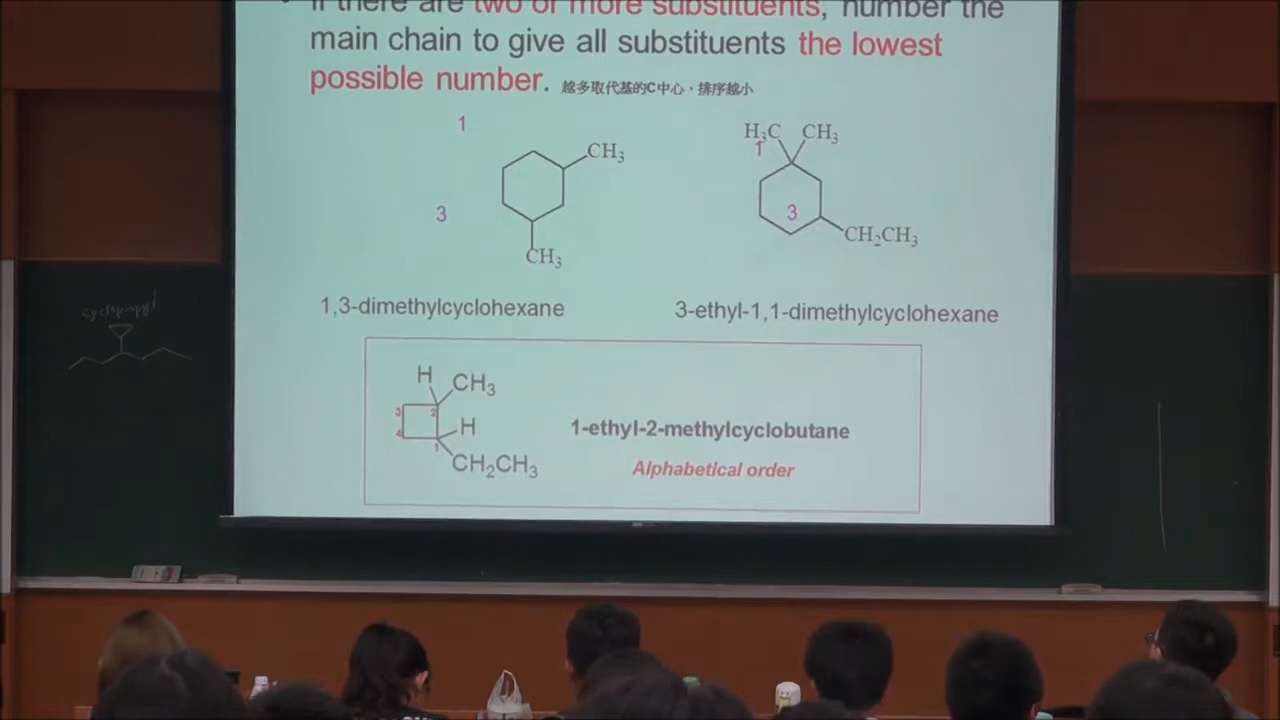 If there are two or more substituents, number the
main chain to give all substituents the lowest
possible number. 越多取代基的C中心，排序越小
1
3
CH3
CH3
H3C CH3
1
3
CH2CH3
1,3-dimethylcyclohexane
3-ethyl-1,1-dimethylcyclohexane
H CH3
3 2
H
4 1
CH2CH3
1-ethyl-2-methylcyclobutane
Alphabetical order
cyclopropyl